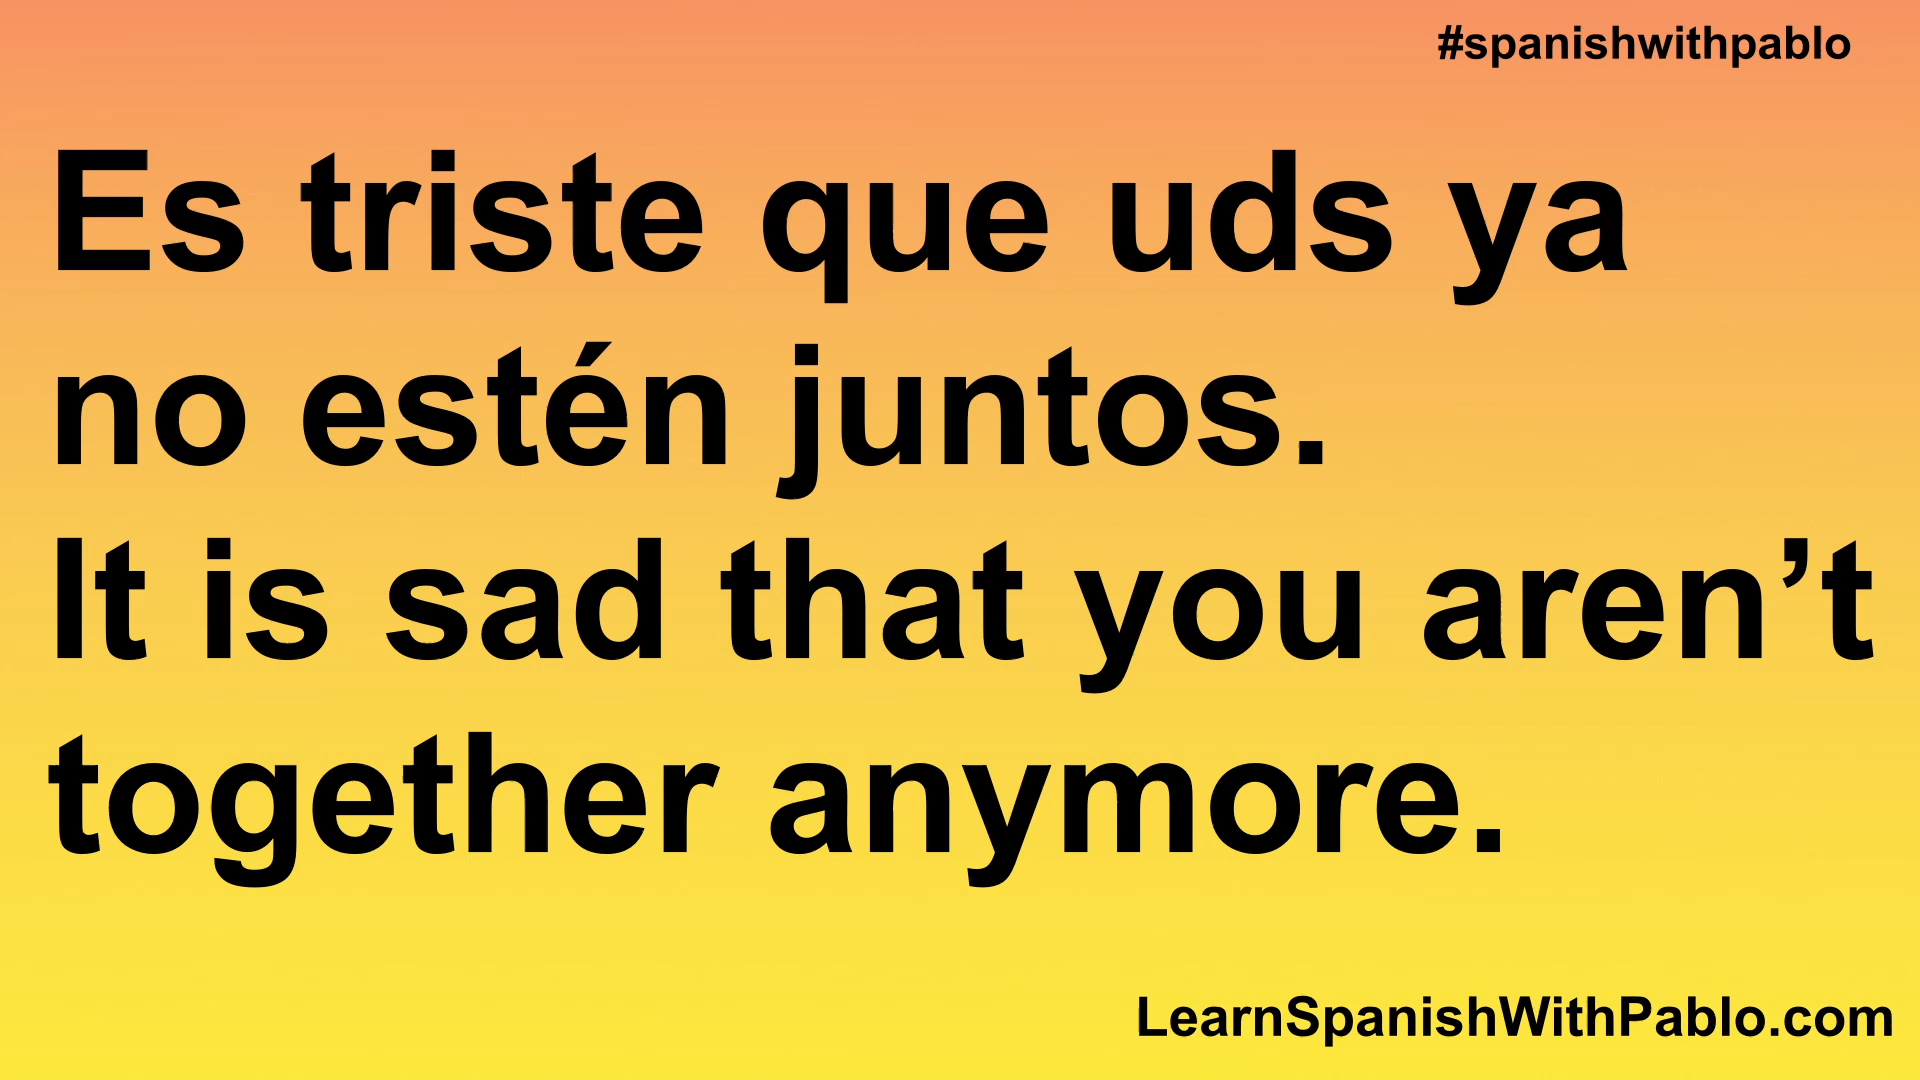 #spanishwithpablo
Es triste que uds ya
no estén juntos.
It is sad that you aren’t
together anymore.
LearnSpanishWithPablo.com